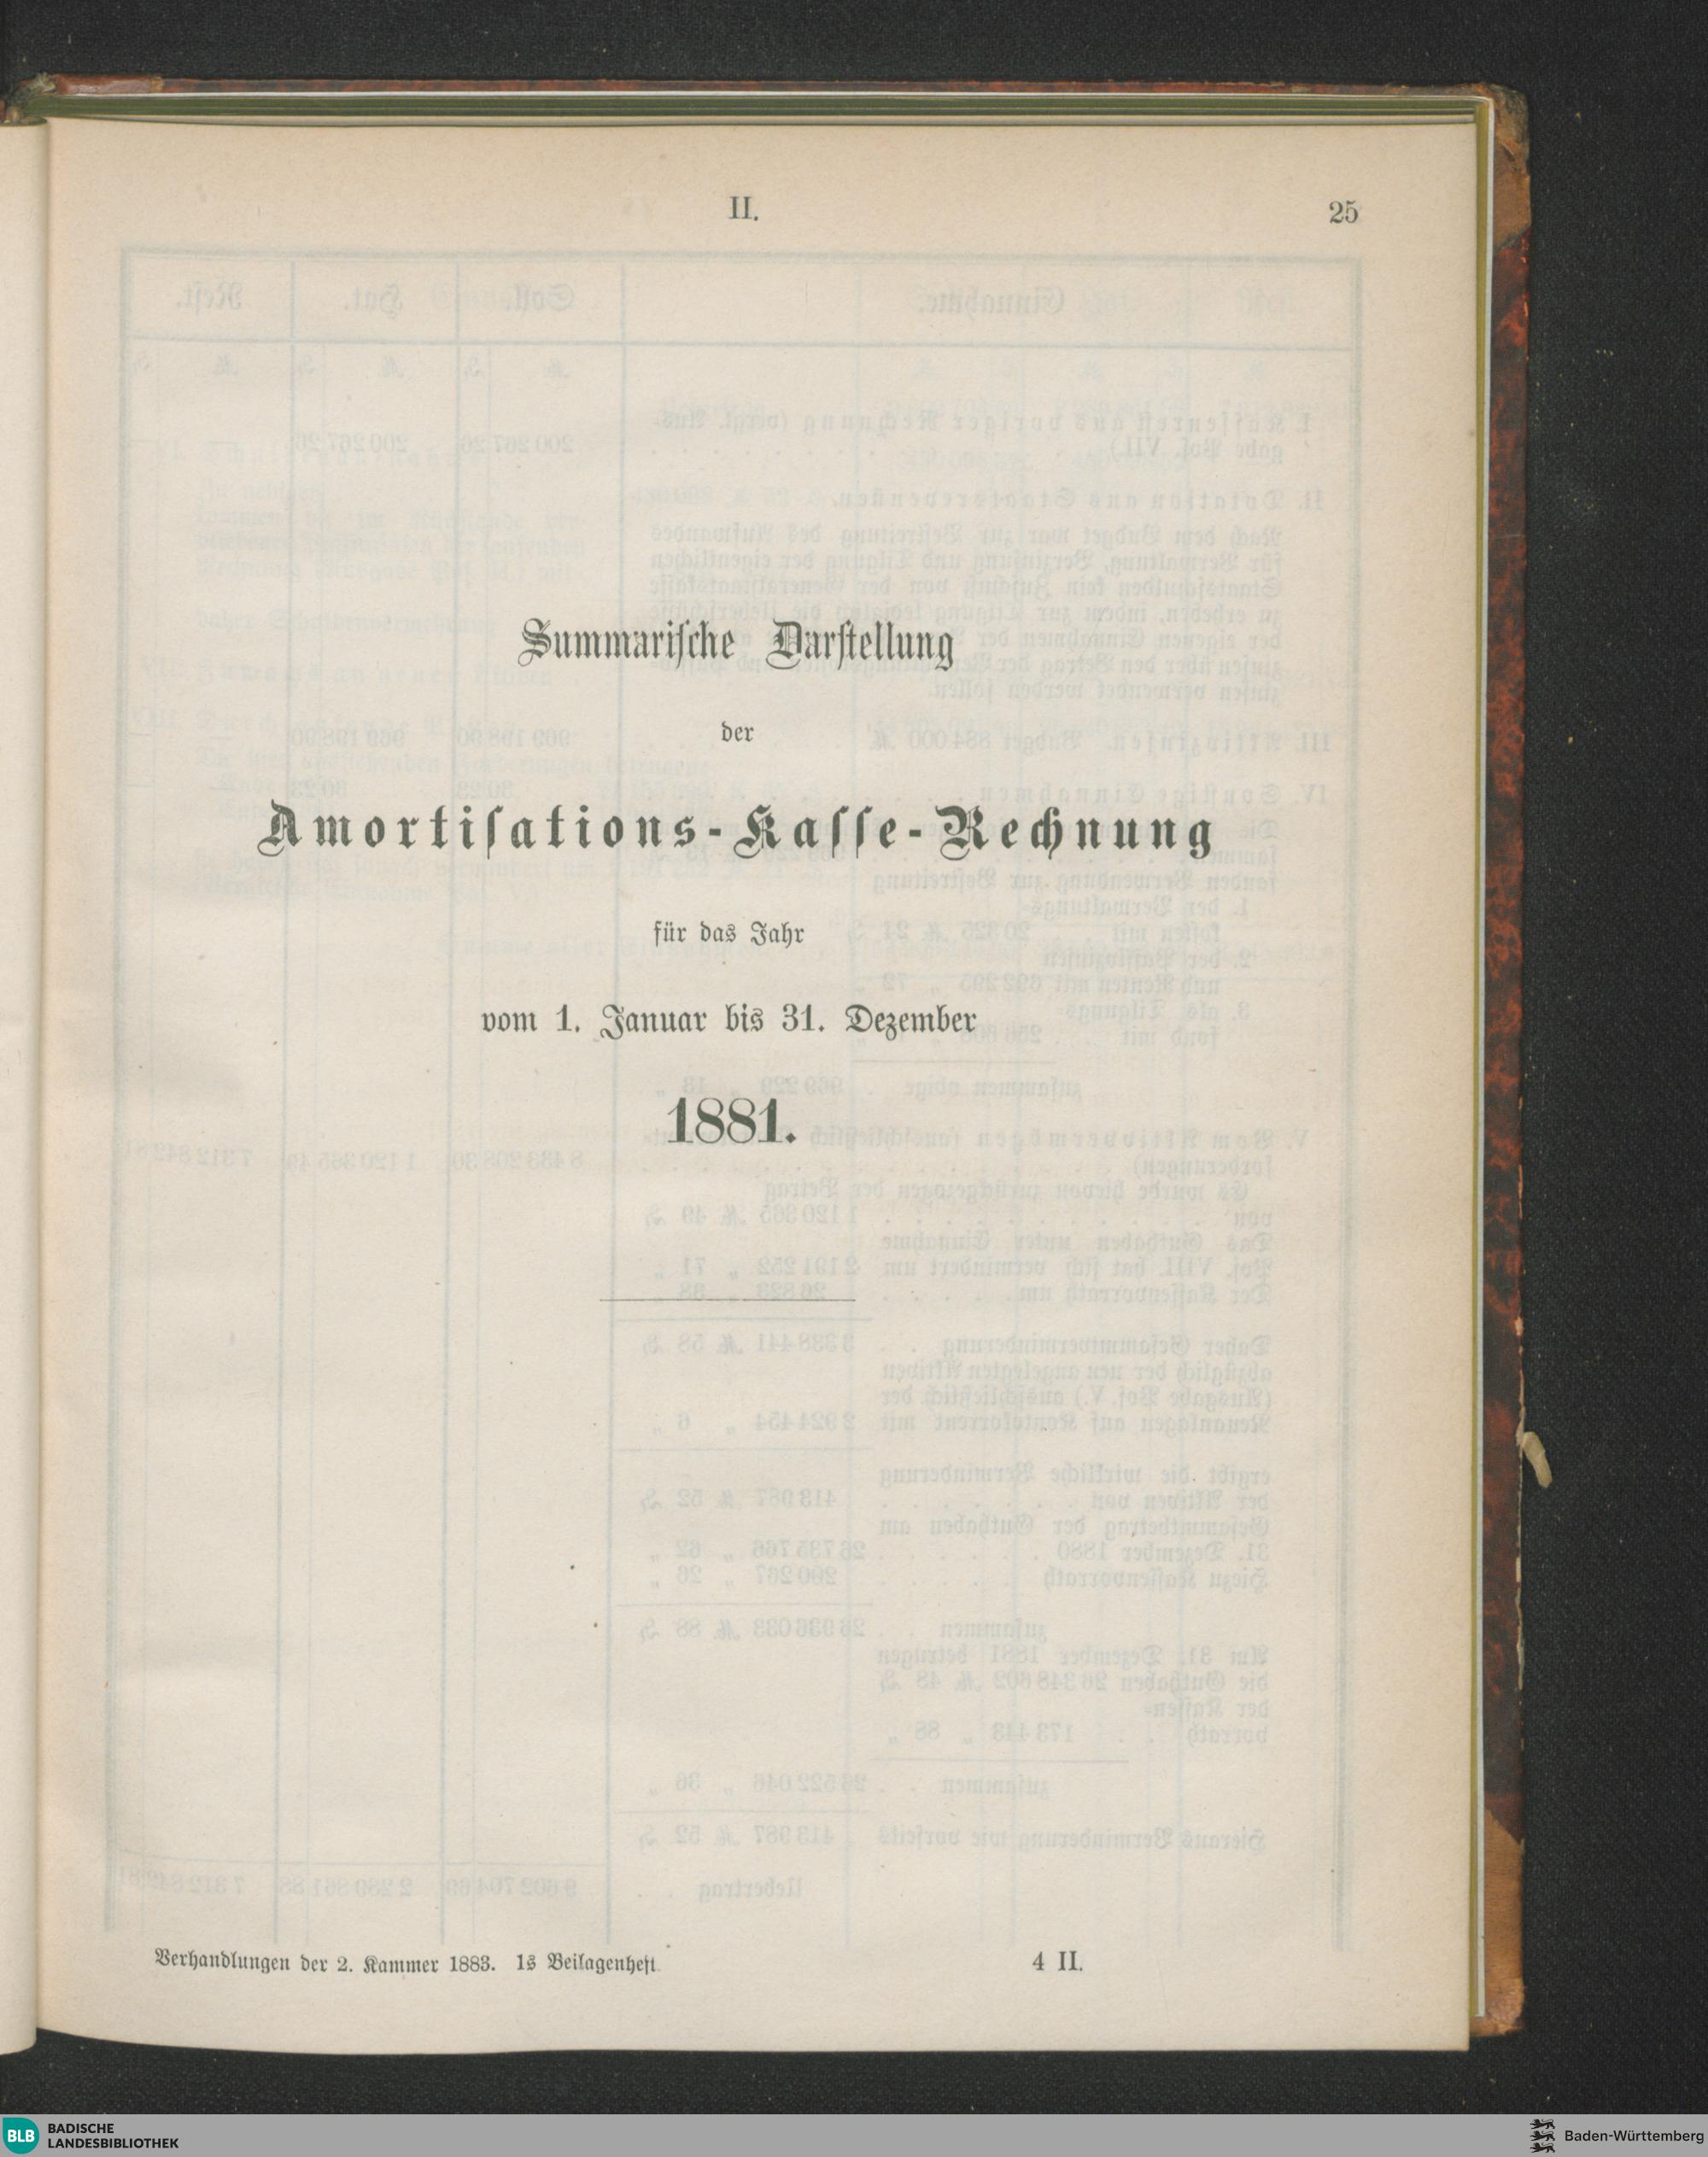 II.
25
Summarische Darstellung
der
Amortisations-Kasse-Rechnung
für das Jahr
vom 1. Januar bis 31. Dezember
1881.
Verhandlungen der 2. Kammer 1883. 1s Beilagenheft
4 II.
BLB BADISCHE
LANDESBIBLIOTHEK
Baden-Württemberg